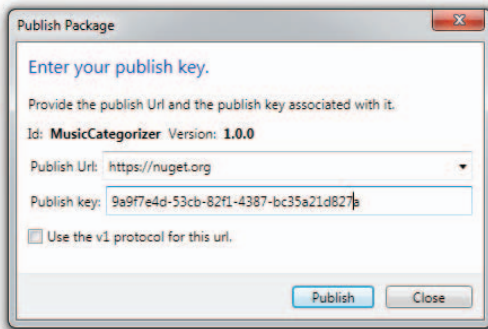 Publish Package
Enter your publish key.
Provide the publish Url and the publish key associated with it.
Id: MusicCategorizer Version: 1.0.0
Publish Url: https://nuget.org
Publish key: 9a9f7e4d-53cb-82f1-4387-bc35a21d827a
Use the v1 protocol for this url.
Publish Close